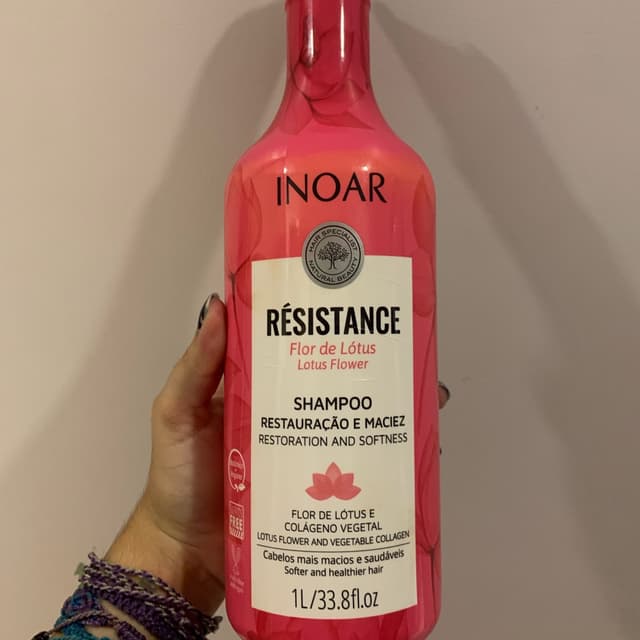 INOAR
HAIR SPECIALIST
NATURAL BEAUTY
RÉSISTANCE
Flor de Lótus
Lotus Flower
SHAMPOO
RESTAURAÇÃO E MACIEZ
RESTORATION AND SOFTNESS
FREE
FLOR DE LÓTUS E
COLÁGENO VEGETAL
LOTUS FLOWER AND VEGETABLE COLLAGEN
Cabelos mais macios e saudáveis
Softer and healthier hair
1L/33.8fl.oz